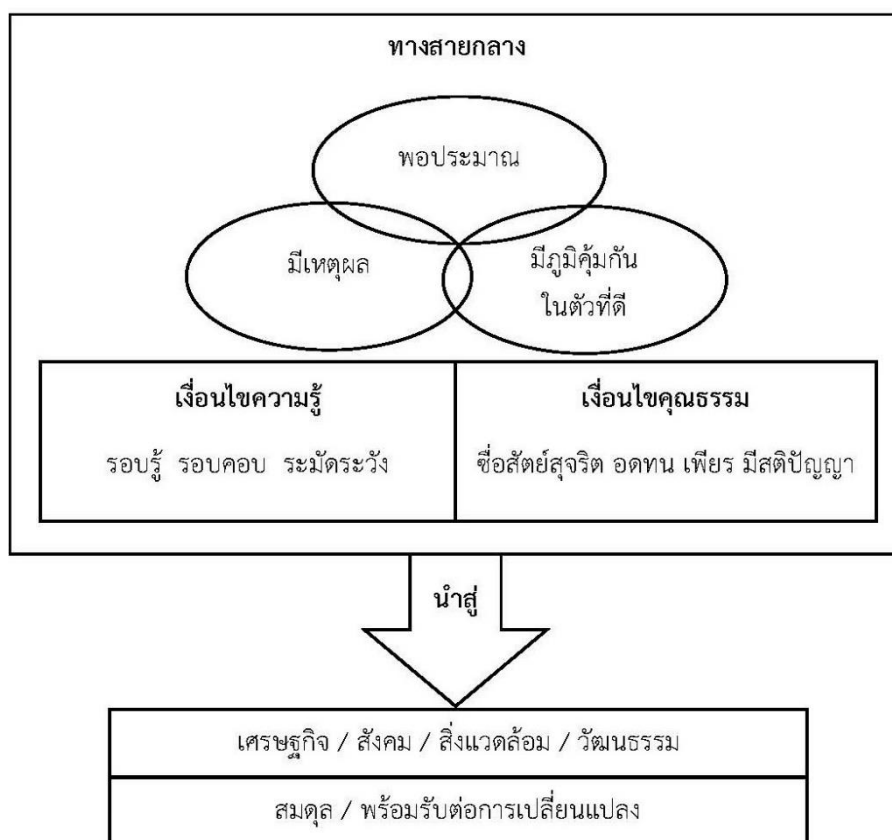 ทางสายกลาง
พอประมาณ
มีเหตุผล
มีภูมิคุ้มกัน
ในตัวที่ดี
เงื่อนไขความรู้
รอบรู้ รอบคอบ ระมัดระวัง
เงื่อนไขคุณธรรม
ซื่อสัตย์สุจริต อดทน เพียร มีสติปัญญา
นำสู่
เศรษฐกิจ / สังคม / สิ่งแวดล้อม / วัฒนธรรม
สมดุล / พร้อมรับต่อการเปลี่ยนแปลง